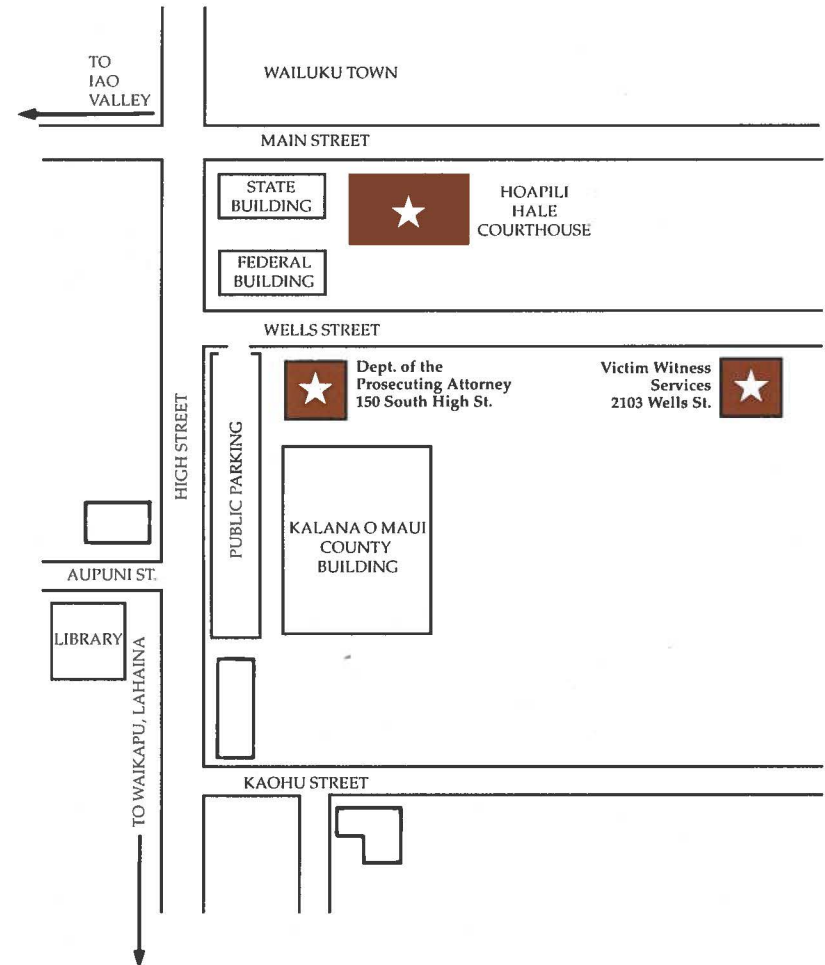 TO
IAO
VALLEY
WAILUKU TOWN
MAIN STREET
STATE
BUILDING
HOAPILI
HALE
COURTHOUSE
FEDERAL
BUILDING
WELLS STREET
Dept. of the
Prosecuting Attorney
150 South High St.
Victim Witness
Services
2103 Wells St.
HIGH STREET
PUBLIC PARKING
KALANA O MAUI
COUNTY
BUILDING
AUPUNI ST.
LIBRARY
TO WAIKAPU, LAHAINA
KAOHU STREET